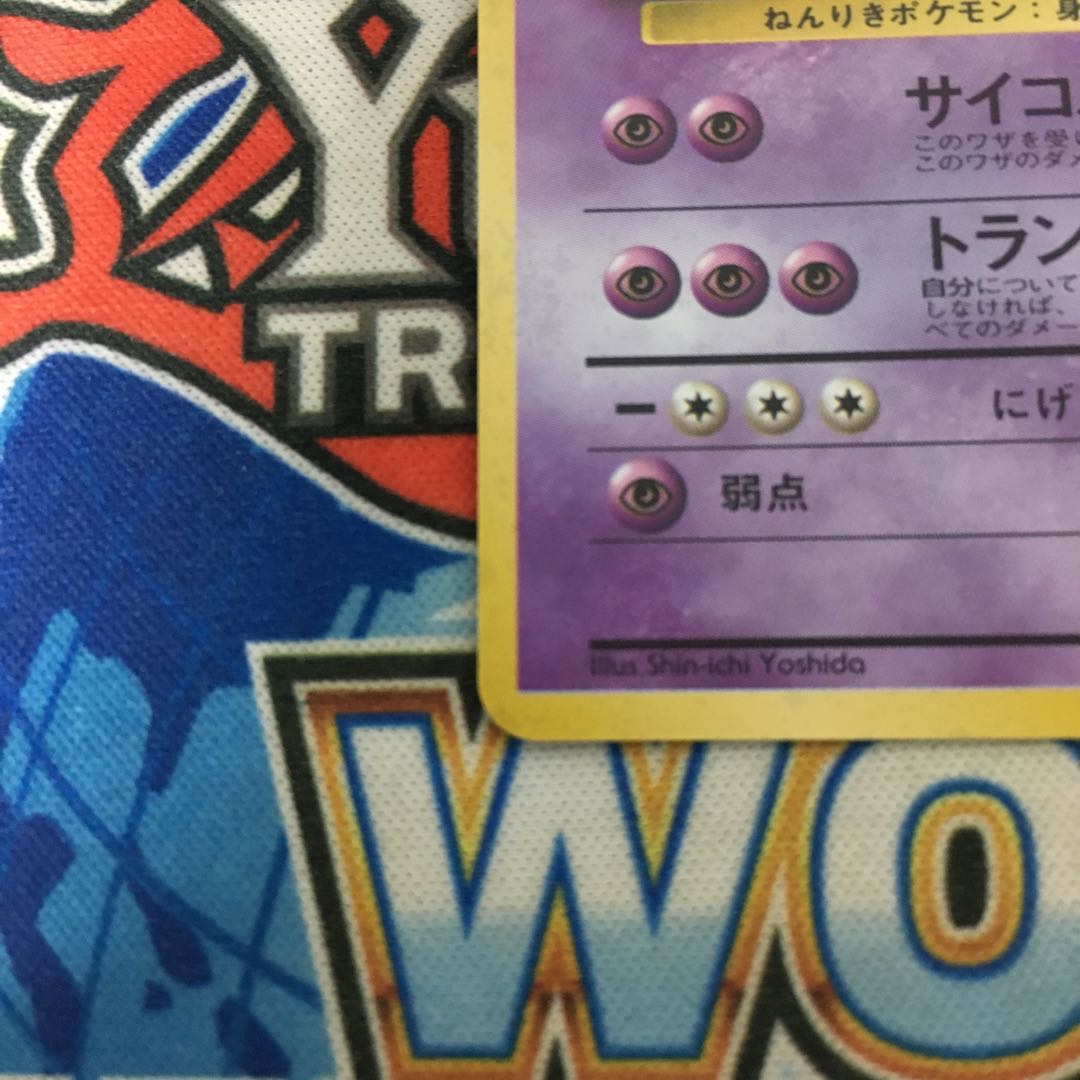 ねんりきポケモン：身
サイコ
このワザを受
このワザのダメ
トラン
自分について
しなければ、
べてのダメー
にげ
弱点
Illus. Shin-ichi Yoshida
TR
WO